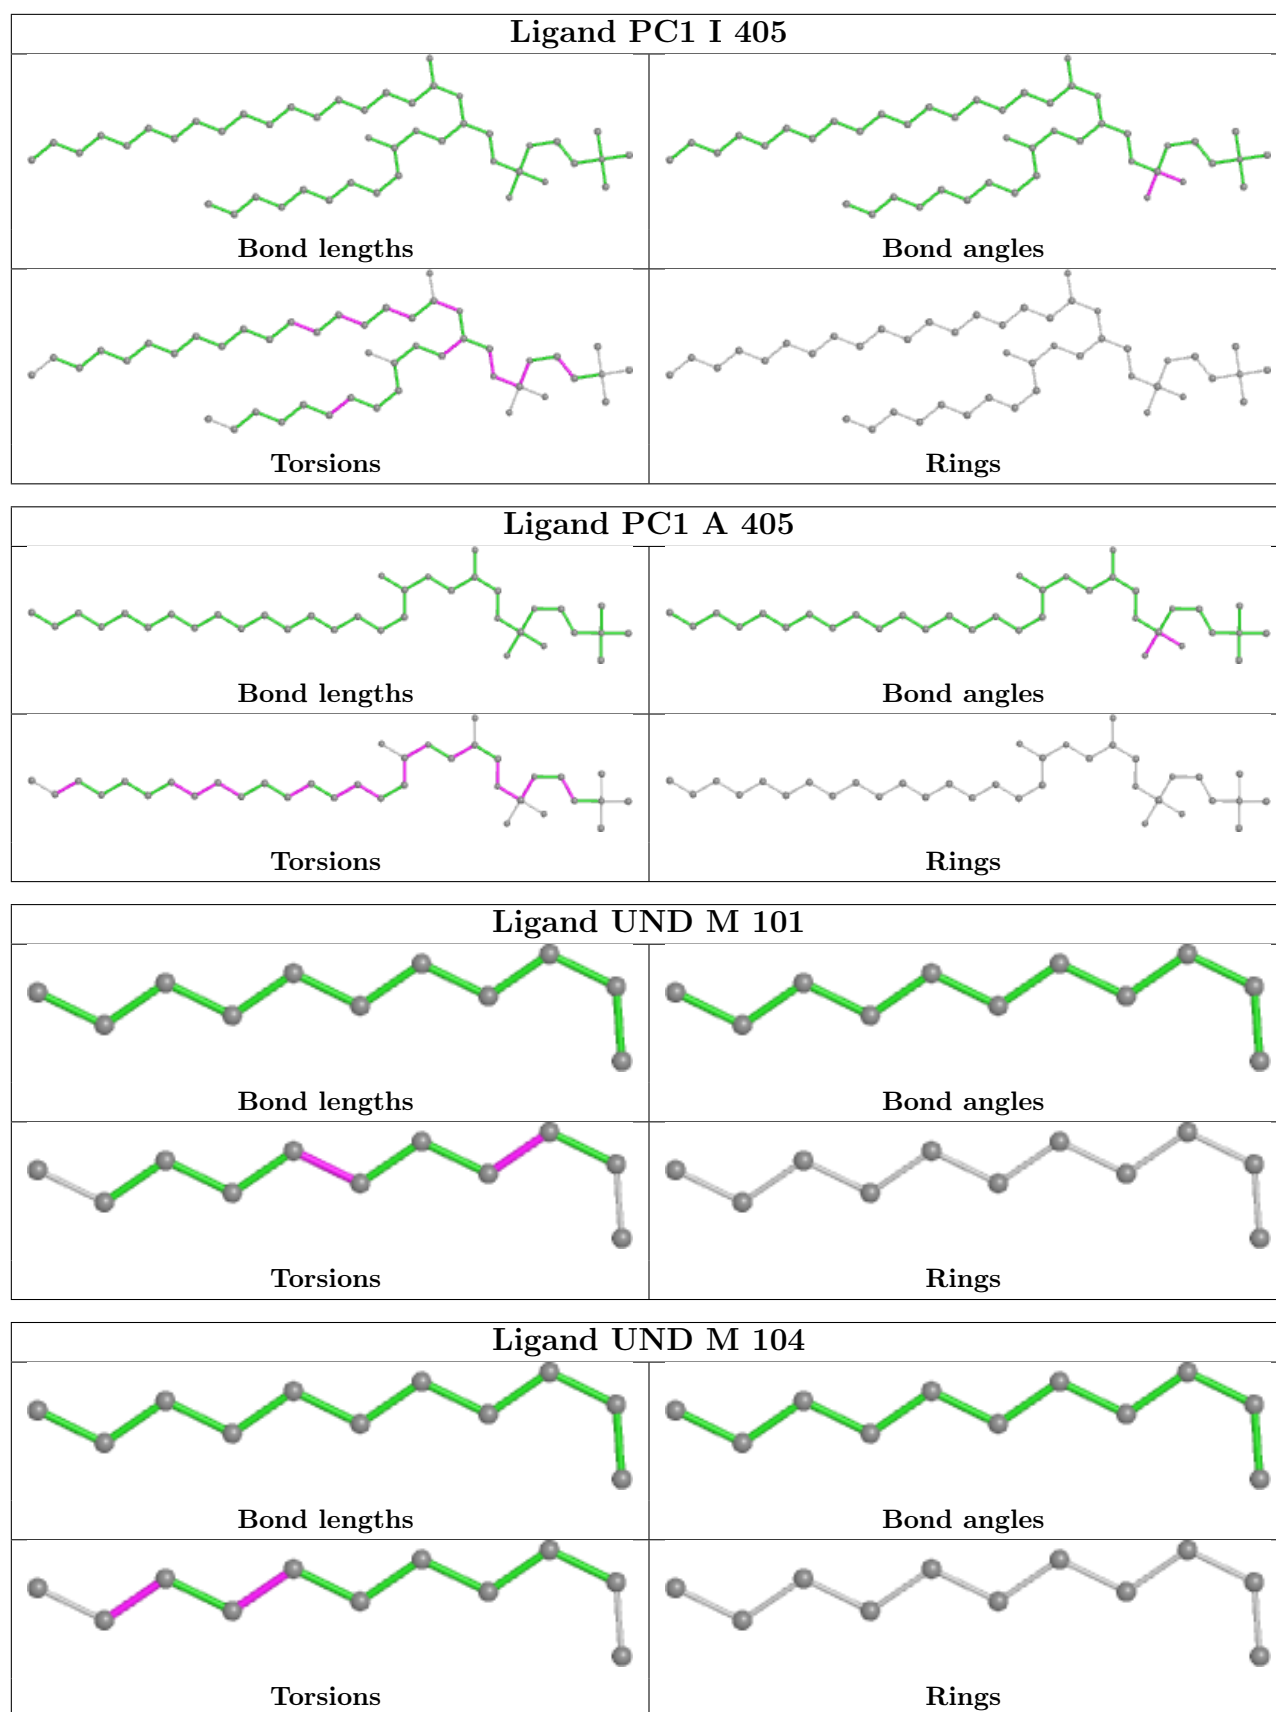 Ligand PC1 I 405
Bond lengths
Bond angles
Torsions
Rings
Ligand PC1 A 405
Bond lengths
Bond angles
Torsions
Rings
Ligand UND M 101
Bond lengths
Bond angles
Torsions
Rings
Ligand UND M 104
Bond lengths
Bond angles
Torsions
Rings